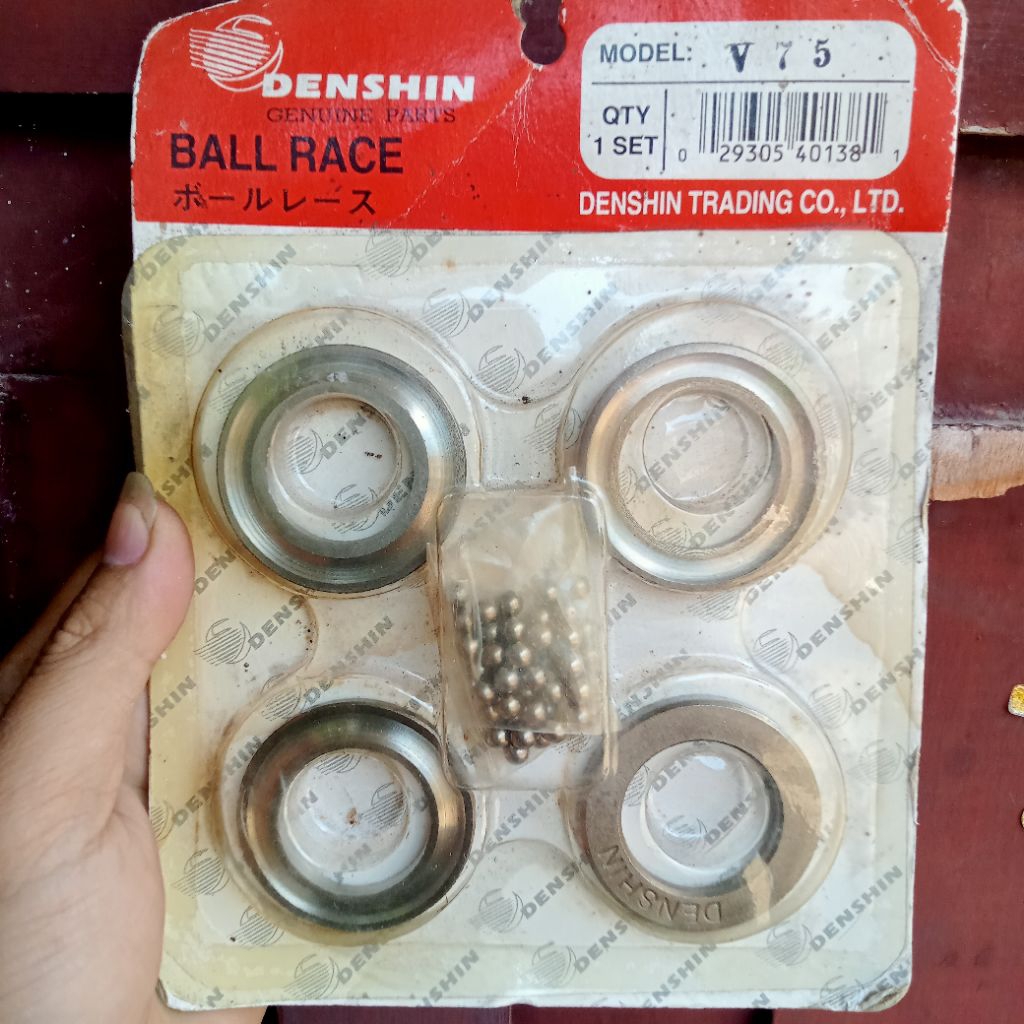 DENSHIN
GENUINE PARTS
BALL RACE
ボールレース
MODEL: V 75
QTY
1 SET
0 29305 40138 1
DENSHIN TRADING CO., LTD.
DENSHIN